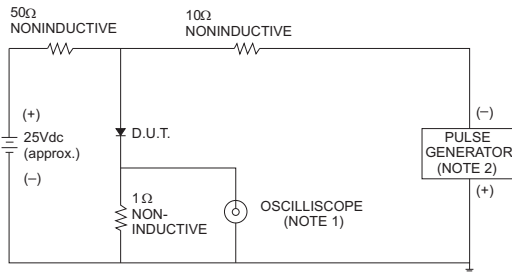 50Ω
NONINDUCTIVE
10Ω
NONINDUCTIVE
(+)
25Vdc
(approx.)
(–)
D.U.T.
1Ω
NON-
INDUCTIVE
OSCILLISCOPE
(NOTE 1)
(–)
PULSE
GENERATOR
(NOTE 2)
(+)